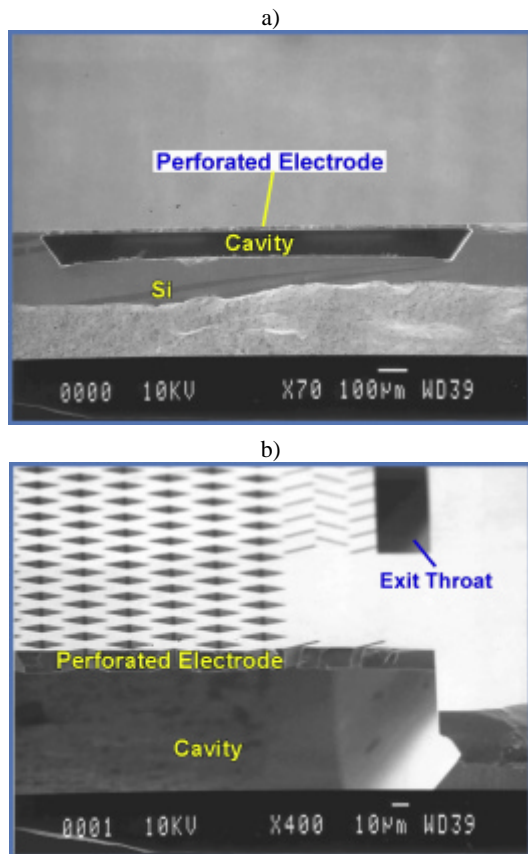 a)
Perforated Electrode
Cavity
Si
0000 10KV X70 100μm WD39
b)
Exit Throat
Perforated Electrode
Cavity
0001 10KV X400 10μm WD39